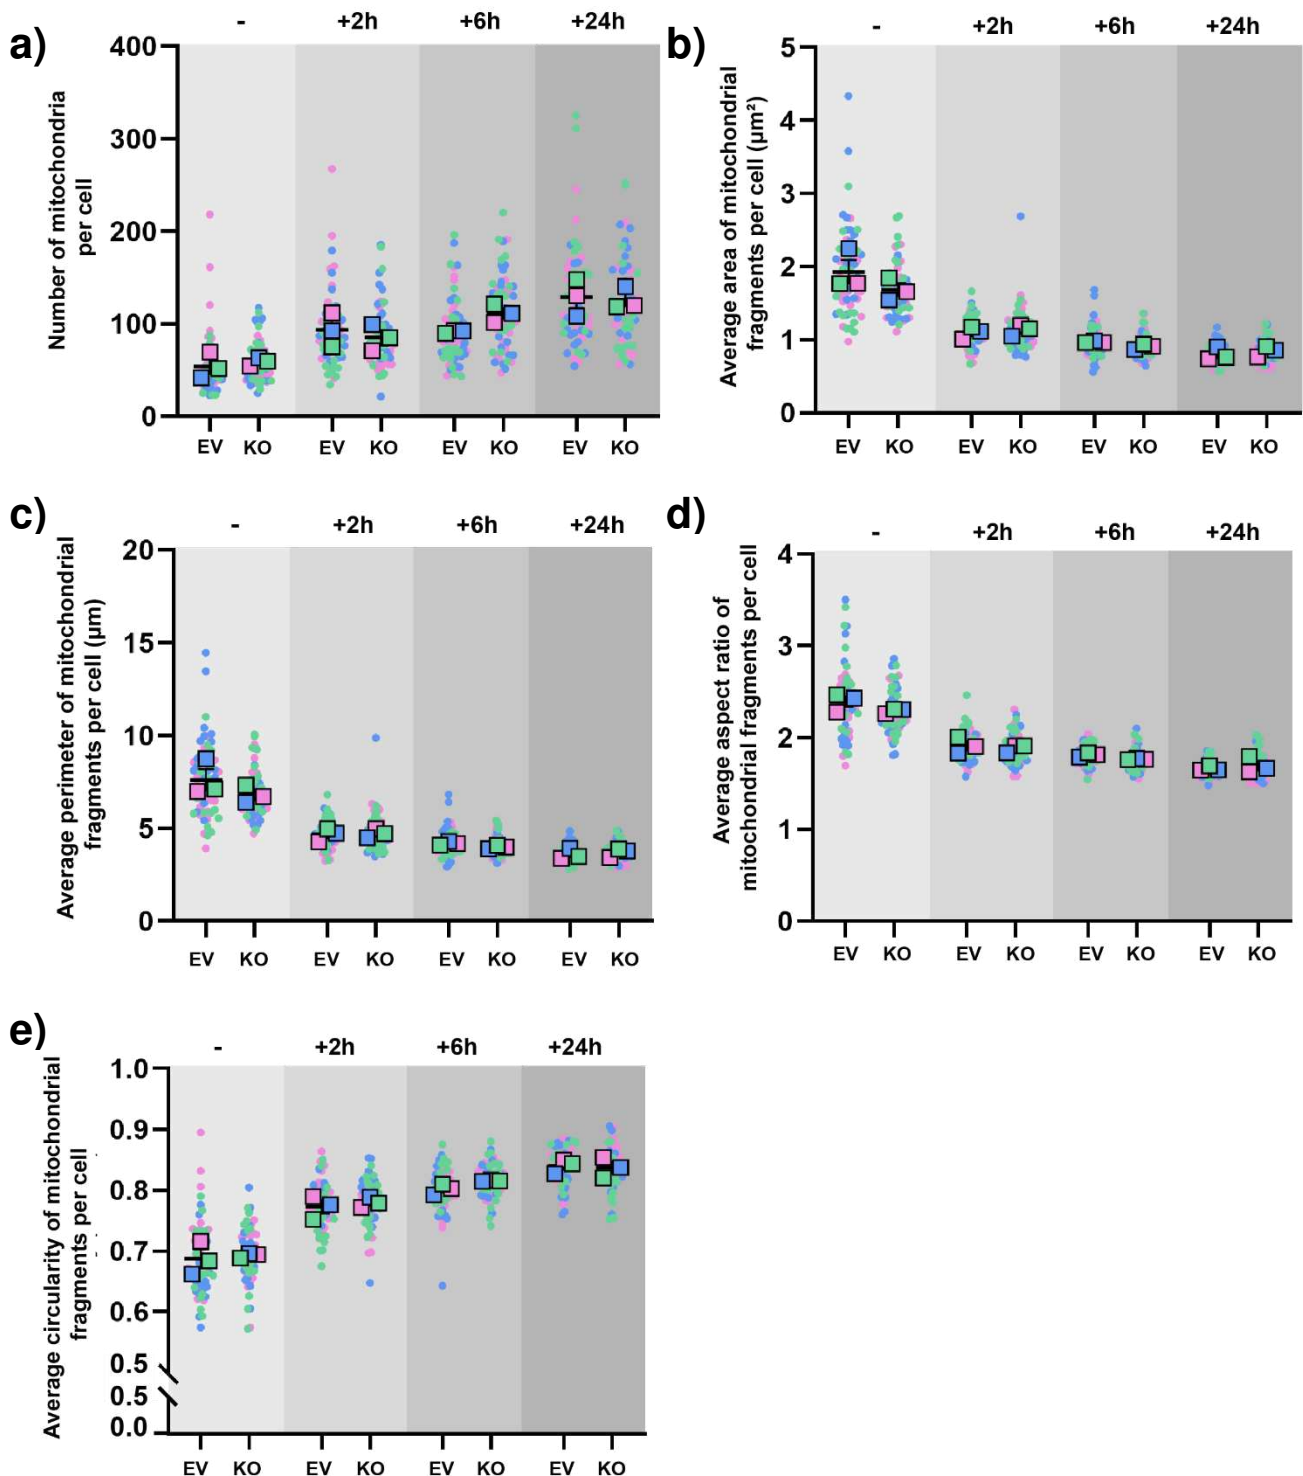 a)
- +2h +6h +24h
Number of mitochondria
per cell
400
300
200
100
0
EV KO EV KO EV KO EV KO
b)
- +2h +6h +24h
Average area of mitochondrial
fragments per cell (µm²)
5
4
3
2
1
0
EV KO EV KO EV KO EV KO
c)
- +2h +6h +24h
Average perimeter of mitochondrial
fragments per cell (µm)
20
15
10
5
0
EV KO EV KO EV KO EV KO
d)
- +2h +6h +24h
Average aspect ratio of
mitochondrial fragments per cell
4
3
2
1
0
EV KO EV KO EV KO EV KO
e)
- +2h +6h +24h
Average circularity of mitochondrial
fragments per cell
1.0
0.9
0.8
0.7
0.6
0.5
0.5
0.0
EV KO EV KO EV KO EV KO